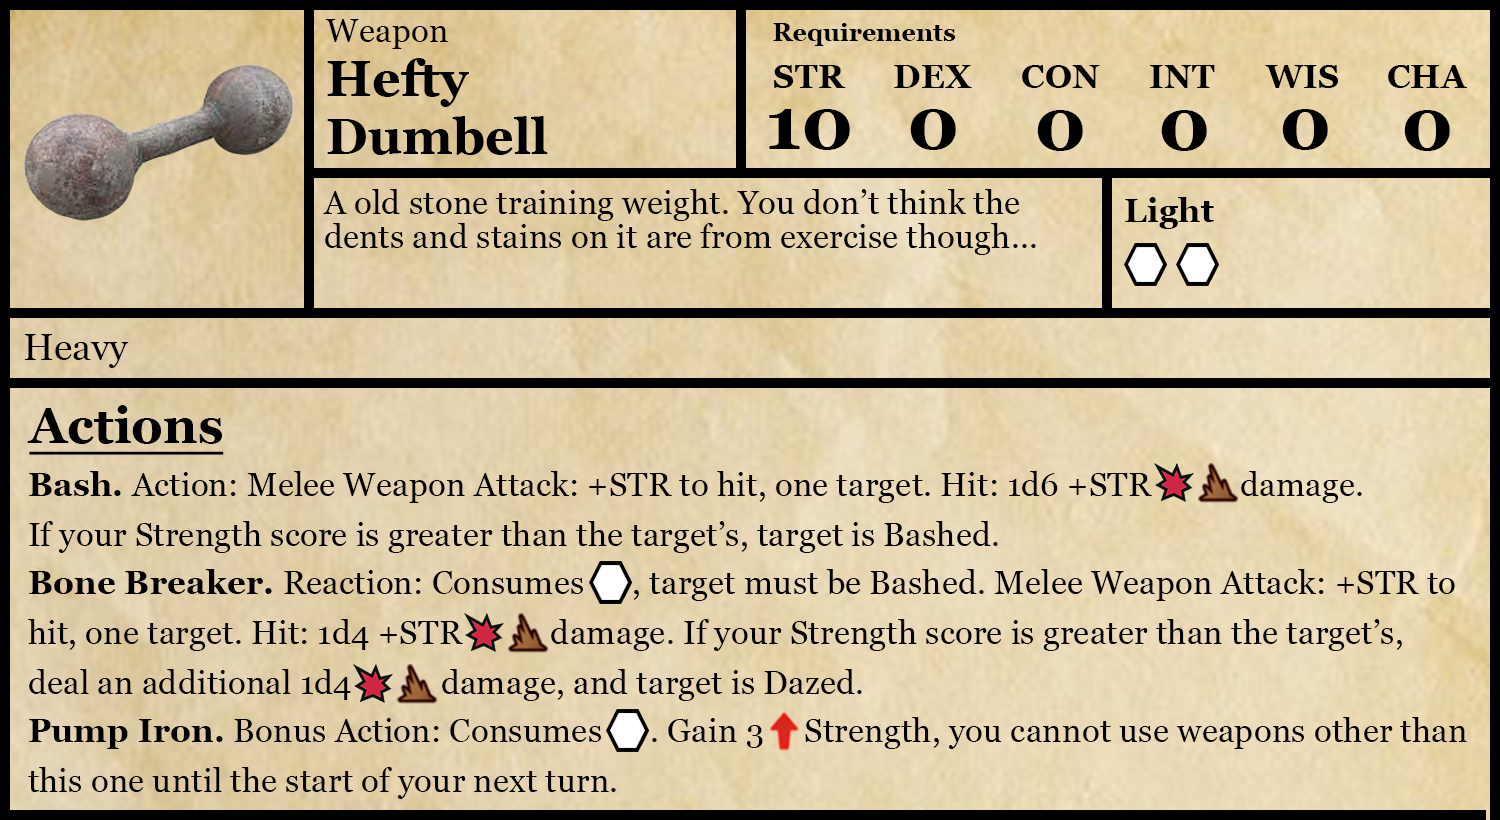 Weapon
Hefty
Dumbell
Requirements
STR DEX CON INT WIS CHA
10 0 0 0 0 0
A old stone training weight. You don't think the
dents and stains on it are from exercise though...
Light
Heavy
Actions
Bash. Action: Melee Weapon Attack: +STR to hit, one target. Hit: 1d6 +STR damage.
If your Strength score is greater than the target's, target is Bashed.
Bone Breaker. Reaction: Consumes , target must be Bashed. Melee Weapon Attack: +STR to
hit, one target. Hit: 1d4 +STR damage. If your Strength score is greater than the target's,
deal an additional 1d4 damage, and target is Dazed.
Pump Iron. Bonus Action: Consumes . Gain 3 Strength, you cannot use weapons other than
this one until the start of your next turn.